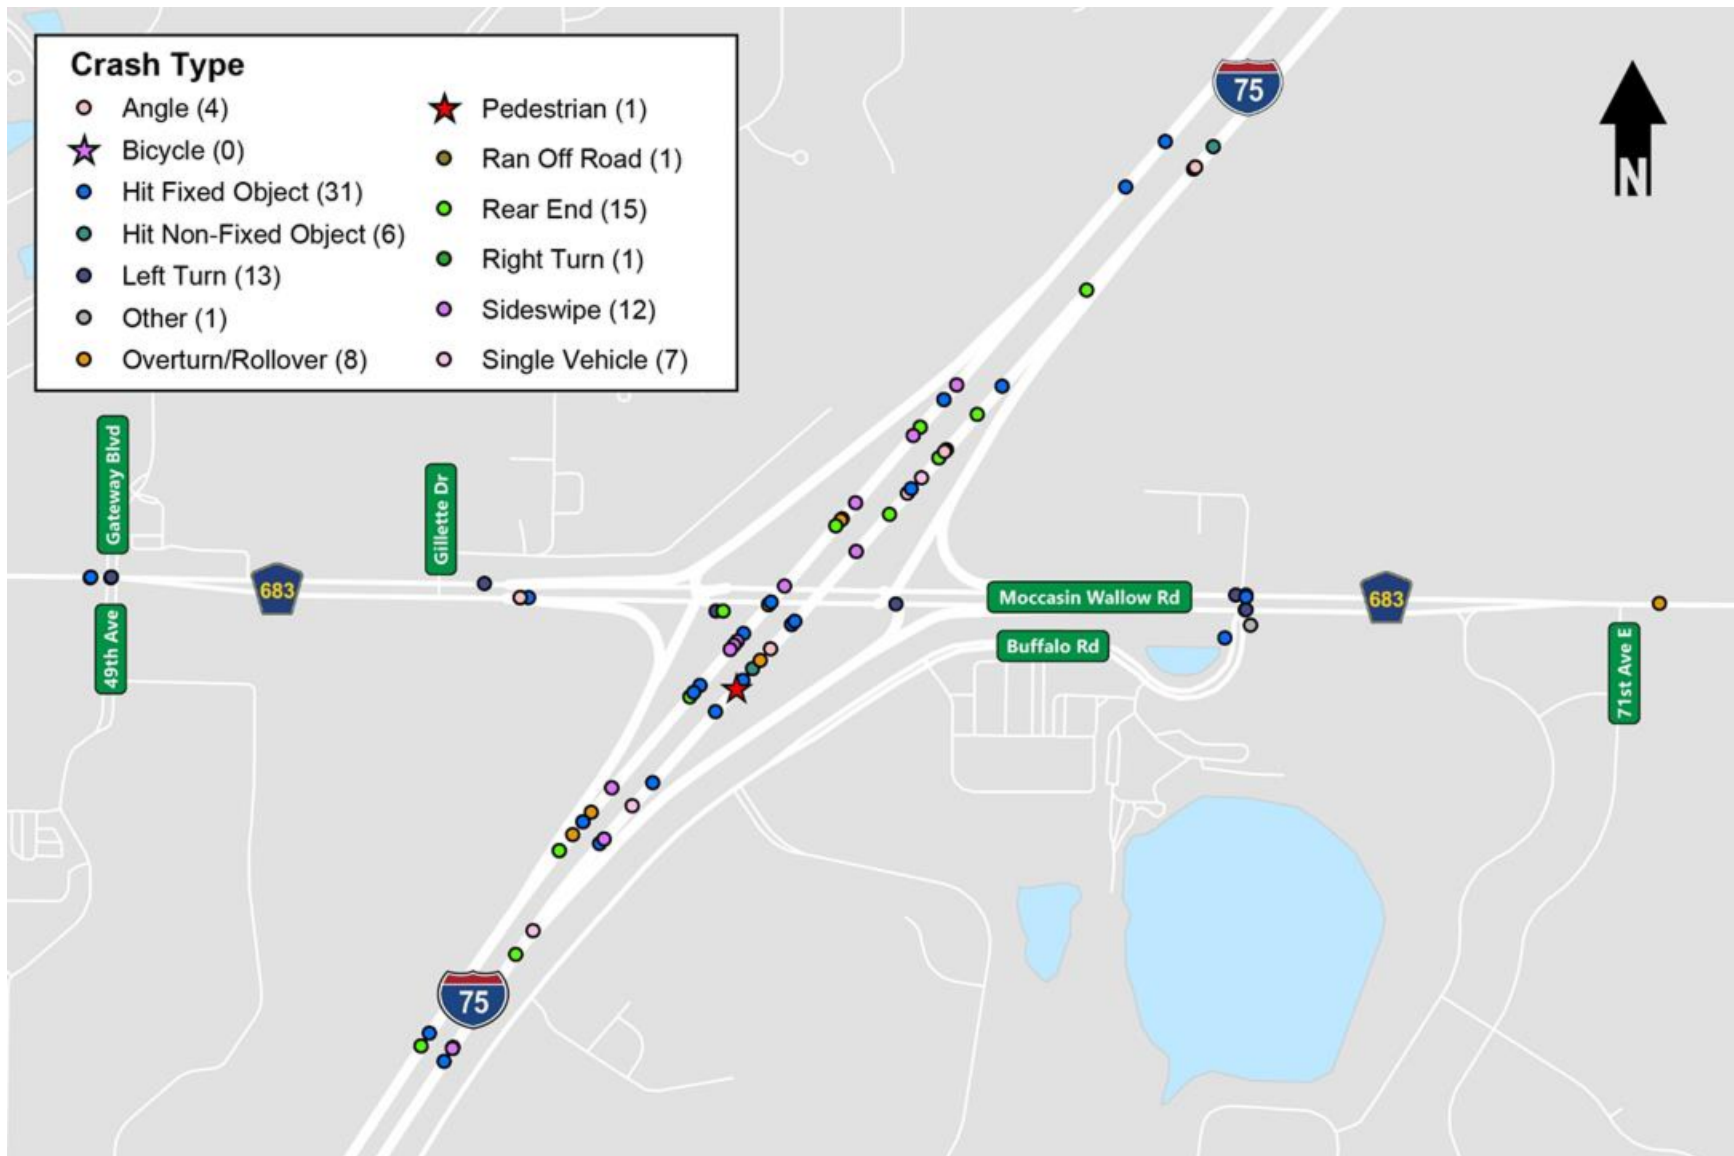 Crash Type
Angle (4)
Bicycle (0)
Hit Fixed Object (31)
Hit Non-Fixed Object (6)
Left Turn (13)
Other (1)
Overturn/Rollover (8)
Pedestrian (1)
Ran Off Road (1)
Rear End (15)
Right Turn (1)
Sideswipe (12)
Single Vehicle (7)
75
N
Gateway Blvd
Gillette Dr
683
Moccasin Wallow Rd
683
49th Ave
Buffalo Rd
71st Ave E
75